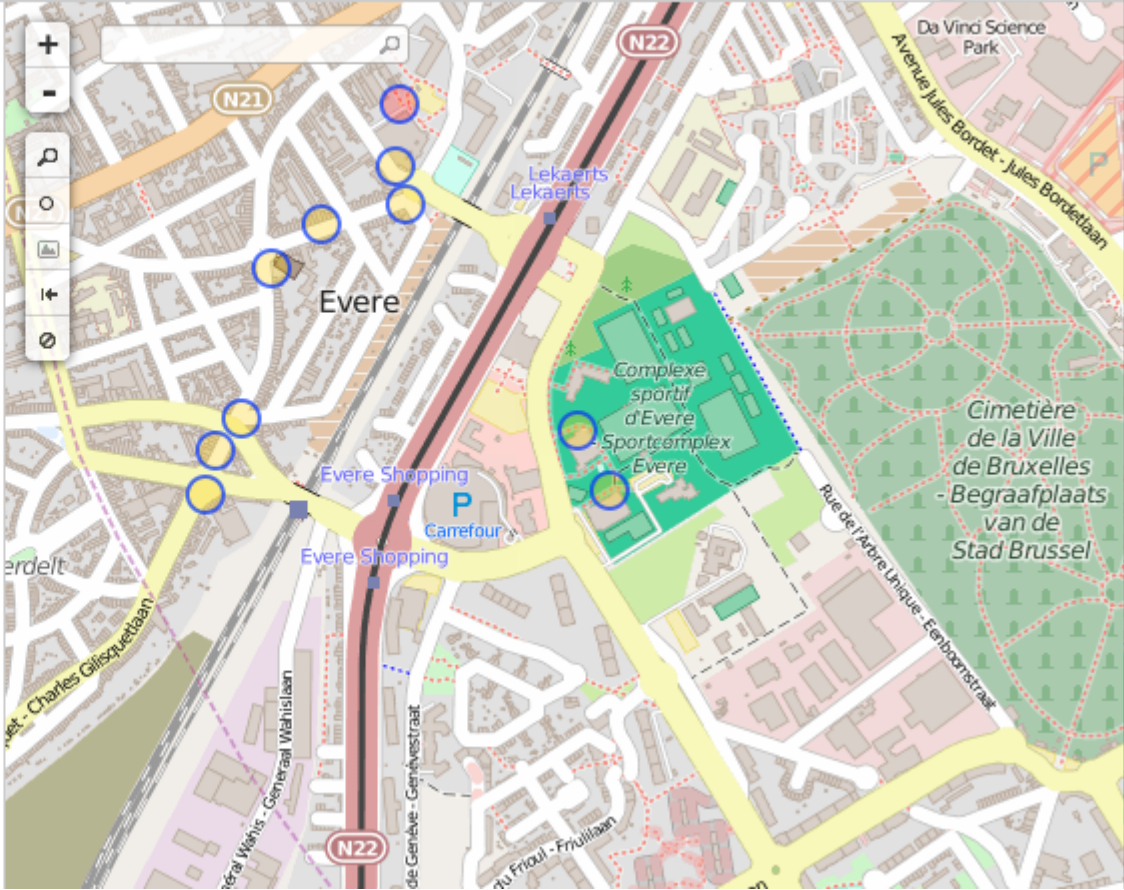 +
-
N22
Da Vinci Science
Park
Avenue Jules Bordet - Jules Bordetlaan
N21
P
Lekaerts
Lekaerts
Evere
Complexe
sportif
d'Evere
- Sportcomplex
Evere
Cimetière
de la Ville
de Bruxelles
- Begraafplaats
van de
Stad Brussel
Evere Shopping
P
Carrefour
Evere Shopping
Rue de l'Arbre Unique - Eenboomstraat
erdelt
uet - Charles Gilisquetlaan
éral Wahis - Generaal Wahislaan
de Genève - Genèvestraat
N22
du Frioul - Friulilaan